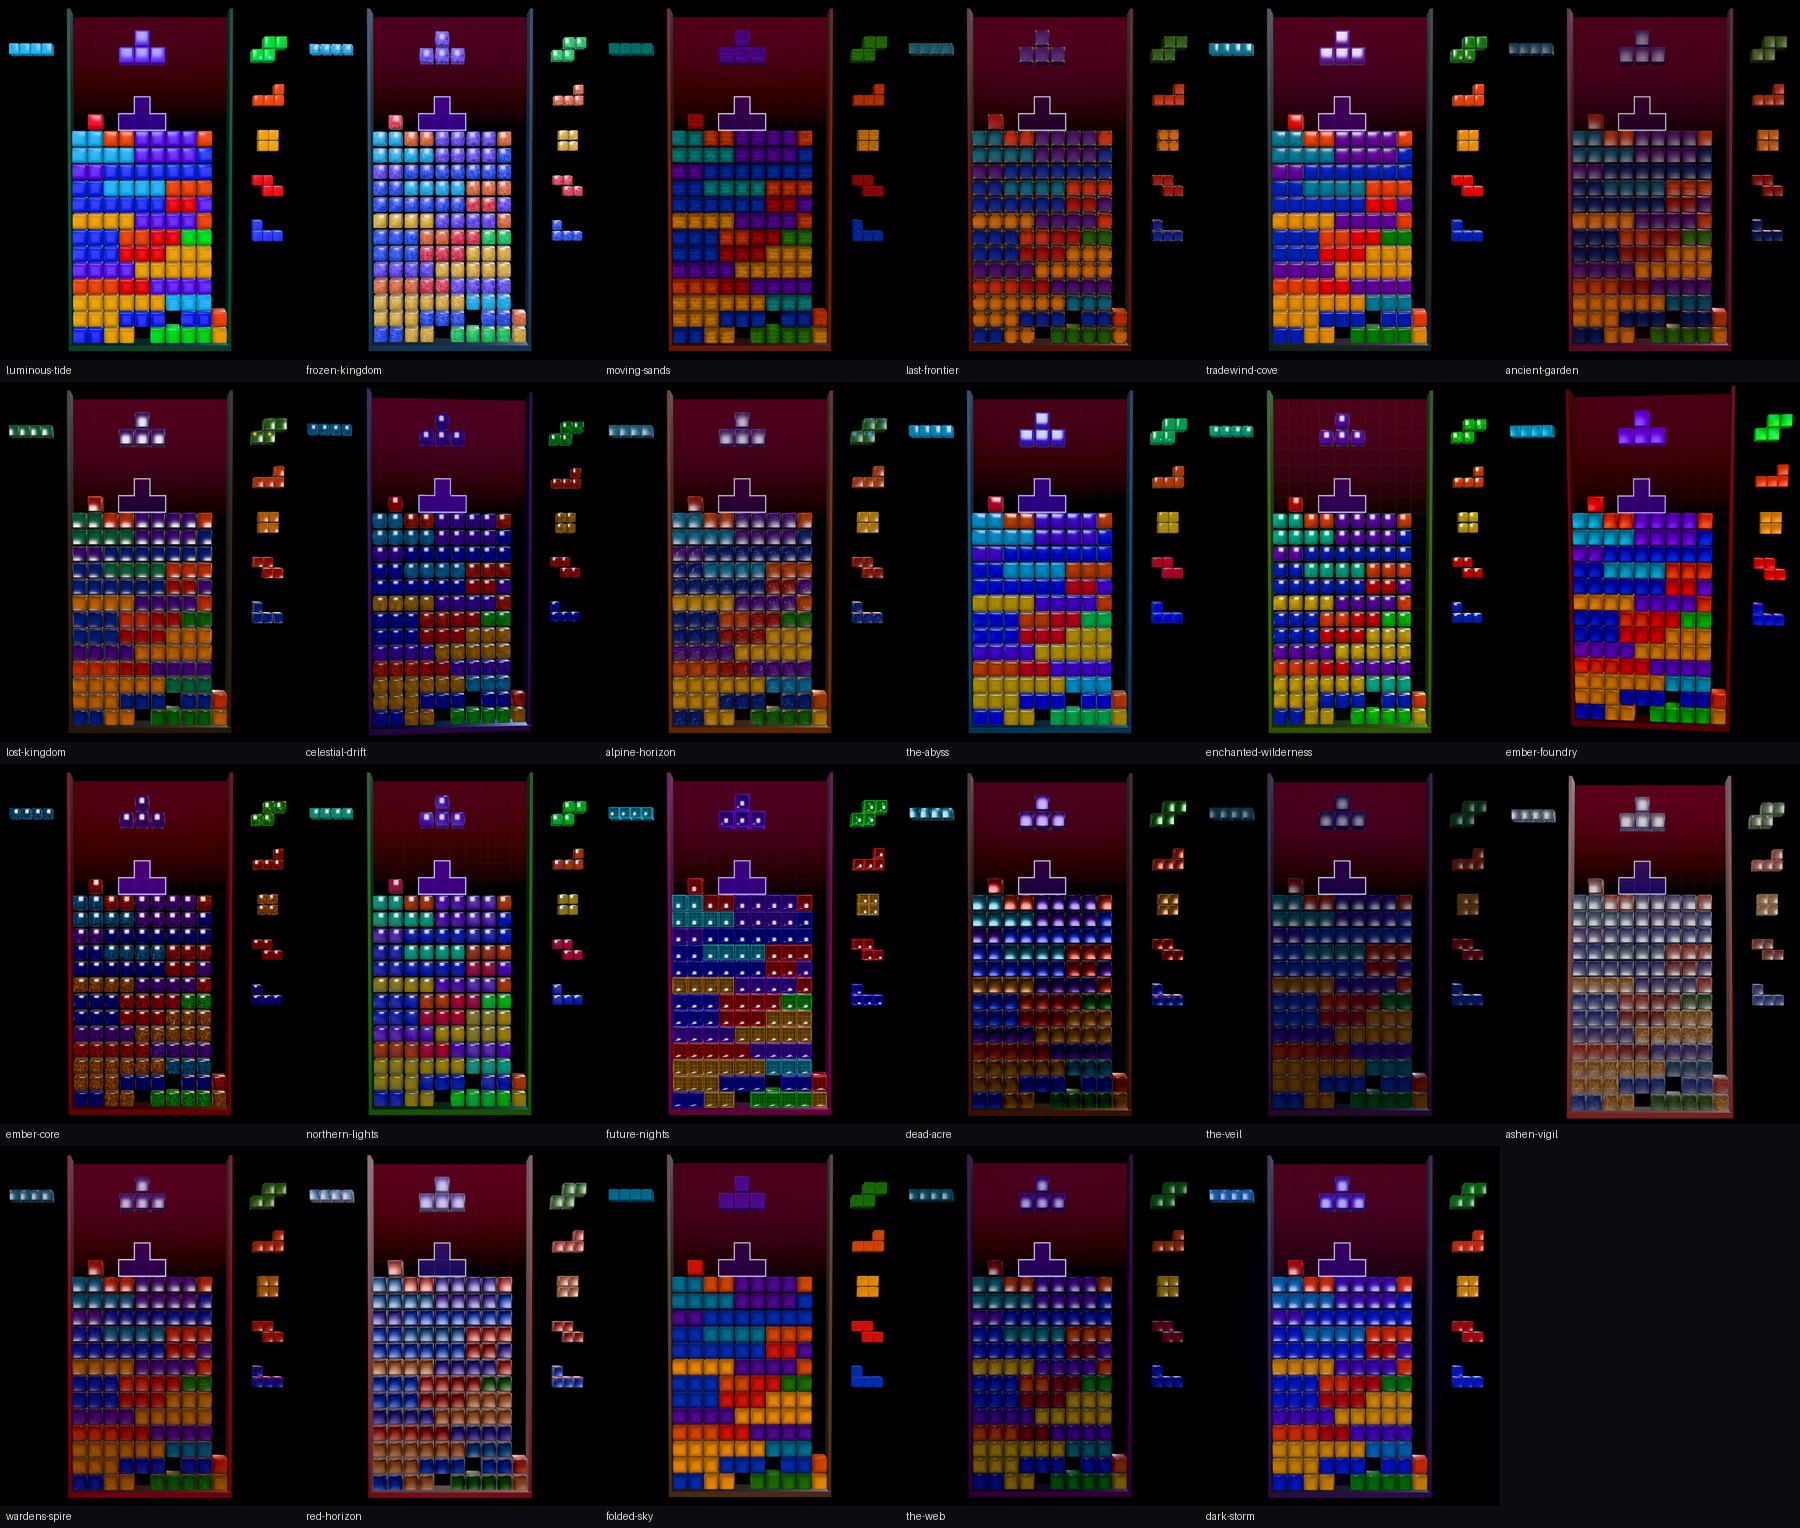 luminous-tide
frozen-kingdom
moving-sands
last-frontier
tradewind-cove
ancient-garden
lost-kingdom
celestial-drift
alpine-horizon
the-abyss
enchanted-wilderness
ember-foundry
ember-core
northern-lights
future-nights
dead-acre
the-veil
ashen-vigil
wardens-spire
red-horizon
folded-sky
the-web
dark-storm